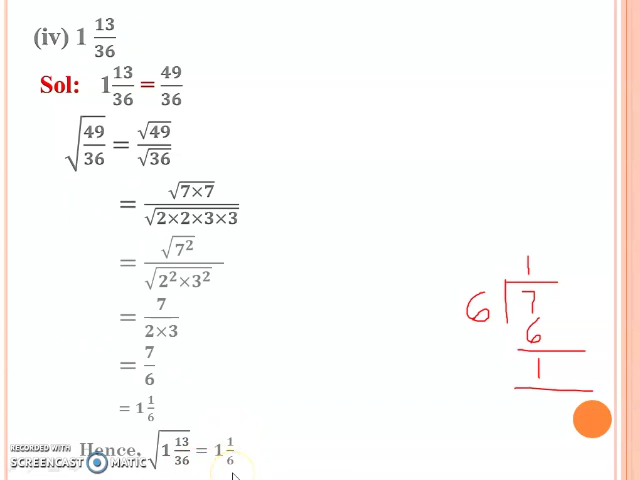 (iv) 1 13/36
Sol: 1 13/36 = 49/36
√(49/36) = √49/√36
= √(7×7)/√(2×2×3×3)
= √(7²)/√(2²×3²)
= 7/(2×3)
= 7/6
= 1 1/6
Hence, √(1 13/36) = 1 1/6
1
6 7
6
1
RECORDED WITH
SCREENCAST MATIC